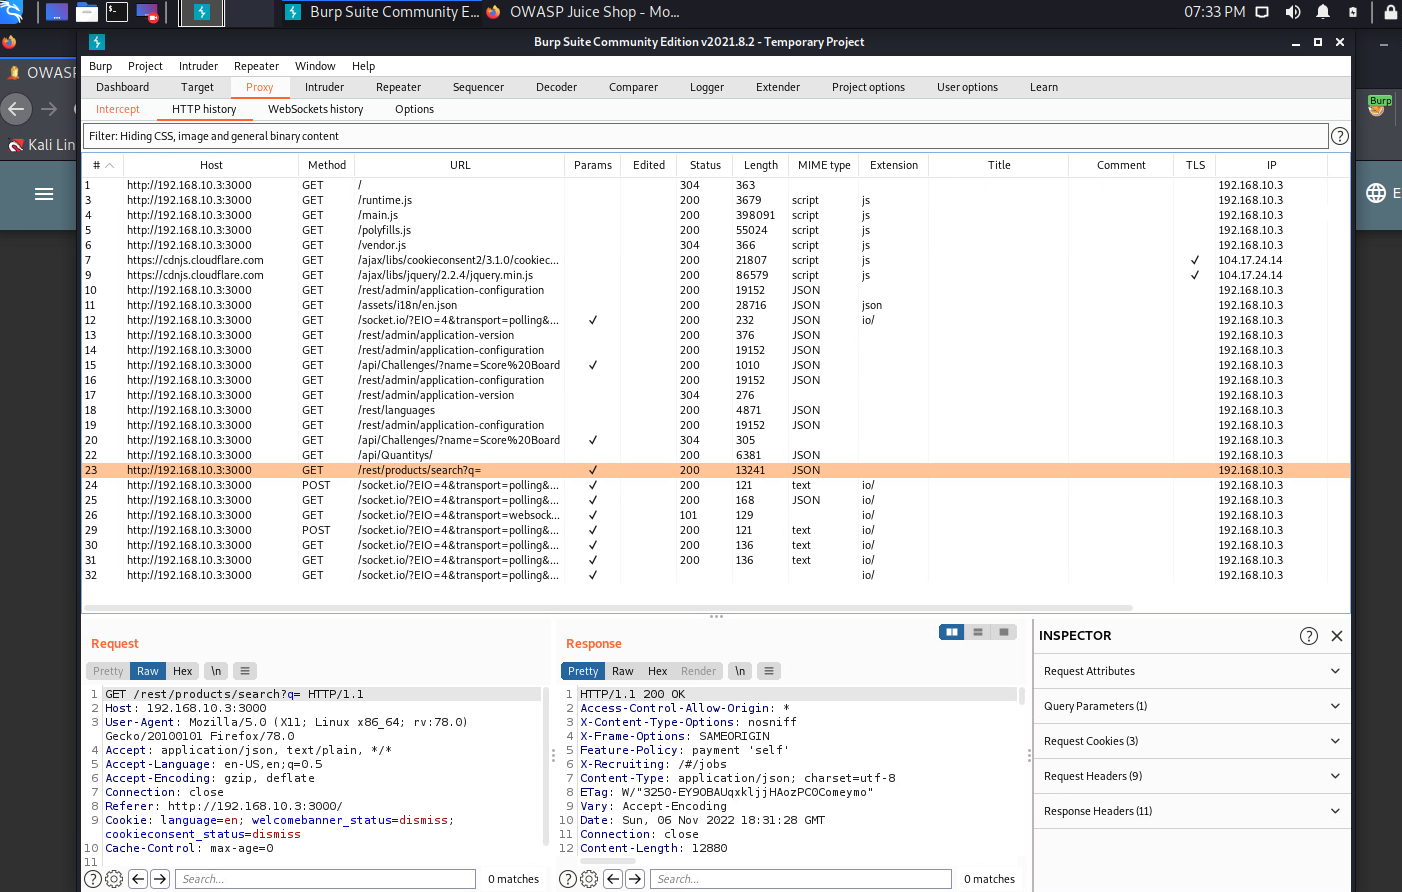 Burp Suite Community E...
OWASP Juice Shop - Mo...
07:33 PM
Burp Suite Community Edition v2021.8.2 - Temporary Project
OWASP
Kali Lin
Burp
E
Burp Project Intruder Repeater Window Help
Dashboard Target Proxy Intruder Repeater Sequencer Decoder Comparer Logger Extender Project options User options Learn
Intercept HTTP history WebSockets history Options
Filter: Hiding CSS, image and general binary content
# Host Method URL Params Edited Status Length MIME type Extension Title Comment TLS IP
1 http://192.168.10.3:3000 GET / 304 363 192.168.10.3
3 http://192.168.10.3:3000 GET /runtime.js 200 3679 script js 192.168.10.3
4 http://192.168.10.3:3000 GET /main.js 200 398091 script js 192.168.10.3
5 http://192.168.10.3:3000 GET /polyfills.js 200 55024 script js 192.168.10.3
6 http://192.168.10.3:3000 GET /vendor.js 304 366 script js 192.168.10.3
7 https://cdnjs.cloudflare.com GET /ajax/libs/cookieconsent2/3.1.0/cookiec... 200 21807 script js ✓ 104.17.24.14
9 https://cdnjs.cloudflare.com GET /ajax/libs/jquery/2.2.4/jquery.min.js 200 86579 script js ✓ 104.17.24.14
10 http://192.168.10.3:3000 GET /rest/admin/application-configuration 200 19152 JSON 192.168.10.3
11 http://192.168.10.3:3000 GET /assets/i18n/en.json 200 28716 JSON json 192.168.10.3
12 http://192.168.10.3:3000 GET /socket.io/?EIO=4&transport=polling&... ✓ 200 232 JSON io/ 192.168.10.3
13 http://192.168.10.3:3000 GET /rest/admin/application-version 200 376 JSON 192.168.10.3
14 http://192.168.10.3:3000 GET /rest/admin/application-configuration 200 19152 JSON 192.168.10.3
15 http://192.168.10.3:3000 GET /api/Challenges/?name=Score%20Board ✓ 200 1010 JSON 192.168.10.3
16 http://192.168.10.3:3000 GET /rest/admin/application-configuration 200 19152 JSON 192.168.10.3
17 http://192.168.10.3:3000 GET /rest/admin/application-version 304 276 192.168.10.3
18 http://192.168.10.3:3000 GET /rest/languages 200 4871 JSON 192.168.10.3
19 http://192.168.10.3:3000 GET /rest/admin/application-configuration 200 19152 JSON 192.168.10.3
20 http://192.168.10.3:3000 GET /api/Challenges/?name=Score%20Board ✓ 304 305 192.168.10.3
22 http://192.168.10.3:3000 GET /api/Quantitys/ 200 6381 JSON 192.168.10.3
23 http://192.168.10.3:3000 GET /rest/products/search?q= ✓ 200 13241 JSON 192.168.10.3
24 http://192.168.10.3:3000 POST /socket.io/?EIO=4&transport=polling&... ✓ 200 121 text io/ 192.168.10.3
25 http://192.168.10.3:3000 GET /socket.io/?EIO=4&transport=polling&... ✓ 200 168 JSON io/ 192.168.10.3
26 http://192.168.10.3:3000 GET /socket.io/?EIO=4&transport=websock... ✓ 101 129 io/ 192.168.10.3
29 http://192.168.10.3:3000 POST /socket.io/?EIO=4&transport=polling&... ✓ 200 121 text io/ 192.168.10.3
30 http://192.168.10.3:3000 GET /socket.io/?EIO=4&transport=polling&... ✓ 200 136 text io/ 192.168.10.3
31 http://192.168.10.3:3000 GET /socket.io/?EIO=4&transport=polling&... ✓ 200 136 text io/ 192.168.10.3
32 http://192.168.10.3:3000 GET /socket.io/?EIO=4&transport=polling&... ✓ io/ 192.168.10.3
Request
Pretty Raw Hex \n
1 GET /rest/products/search?q= HTTP/1.1
2 Host: 192.168.10.3:3000
3 User-Agent: Mozilla/5.0 (X11; Linux x86_64; rv:78.0)
Gecko/20100101 Firefox/78.0
4 Accept: application/json, text/plain, */*
5 Accept-Language: en-US,en;q=0.5
6 Accept-Encoding: gzip, deflate
7 Connection: close
8 Referer: http://192.168.10.3:3000/
9 Cookie: language=en; welcomebanner_status=dismiss;
cookieconsent_status=dismiss
10 Cache-Control: max-age=0
11
Search... 0 matches
Response
Pretty Raw Hex Render \n
1 HTTP/1.1 200 OK
2 Access-Control-Allow-Origin: *
3 X-Content-Type-Options: nosniff
4 X-Frame-Options: SAMEORIGIN
5 Feature-Policy: payment 'self'
6 X-Recruiting: /#/jobs
7 Content-Type: application/json; charset=utf-8
8 ETag: W/"3250-EY9OBAUqxkljjHAozPC0Comeymo"
9 Vary: Accept-Encoding
10 Date: Sun, 06 Nov 2022 18:31:28 GMT
11 Connection: close
12 Content-Length: 12880
Search... 0 matches
INSPECTOR
Request Attributes
Query Parameters (1)
Request Cookies (3)
Request Headers (9)
Response Headers (11)